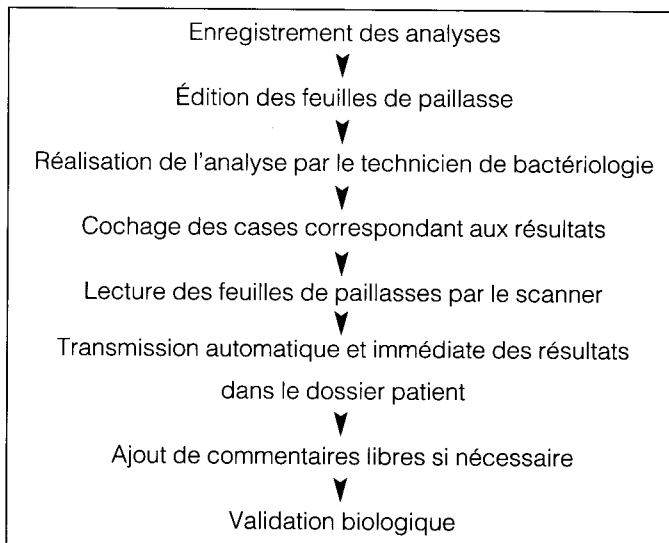 Enregistrement des analyses
Édition des feuilles de paillasse
Réalisation de l'analyse par le technicien de bactériologie
Cochage des cases correspondant aux résultats
Lecture des feuilles de paillasses par le scanner
Transmission automatique et immédiate des résultats
dans le dossier patient
Ajout de commentaires libres si nécessaire
Validation biologique